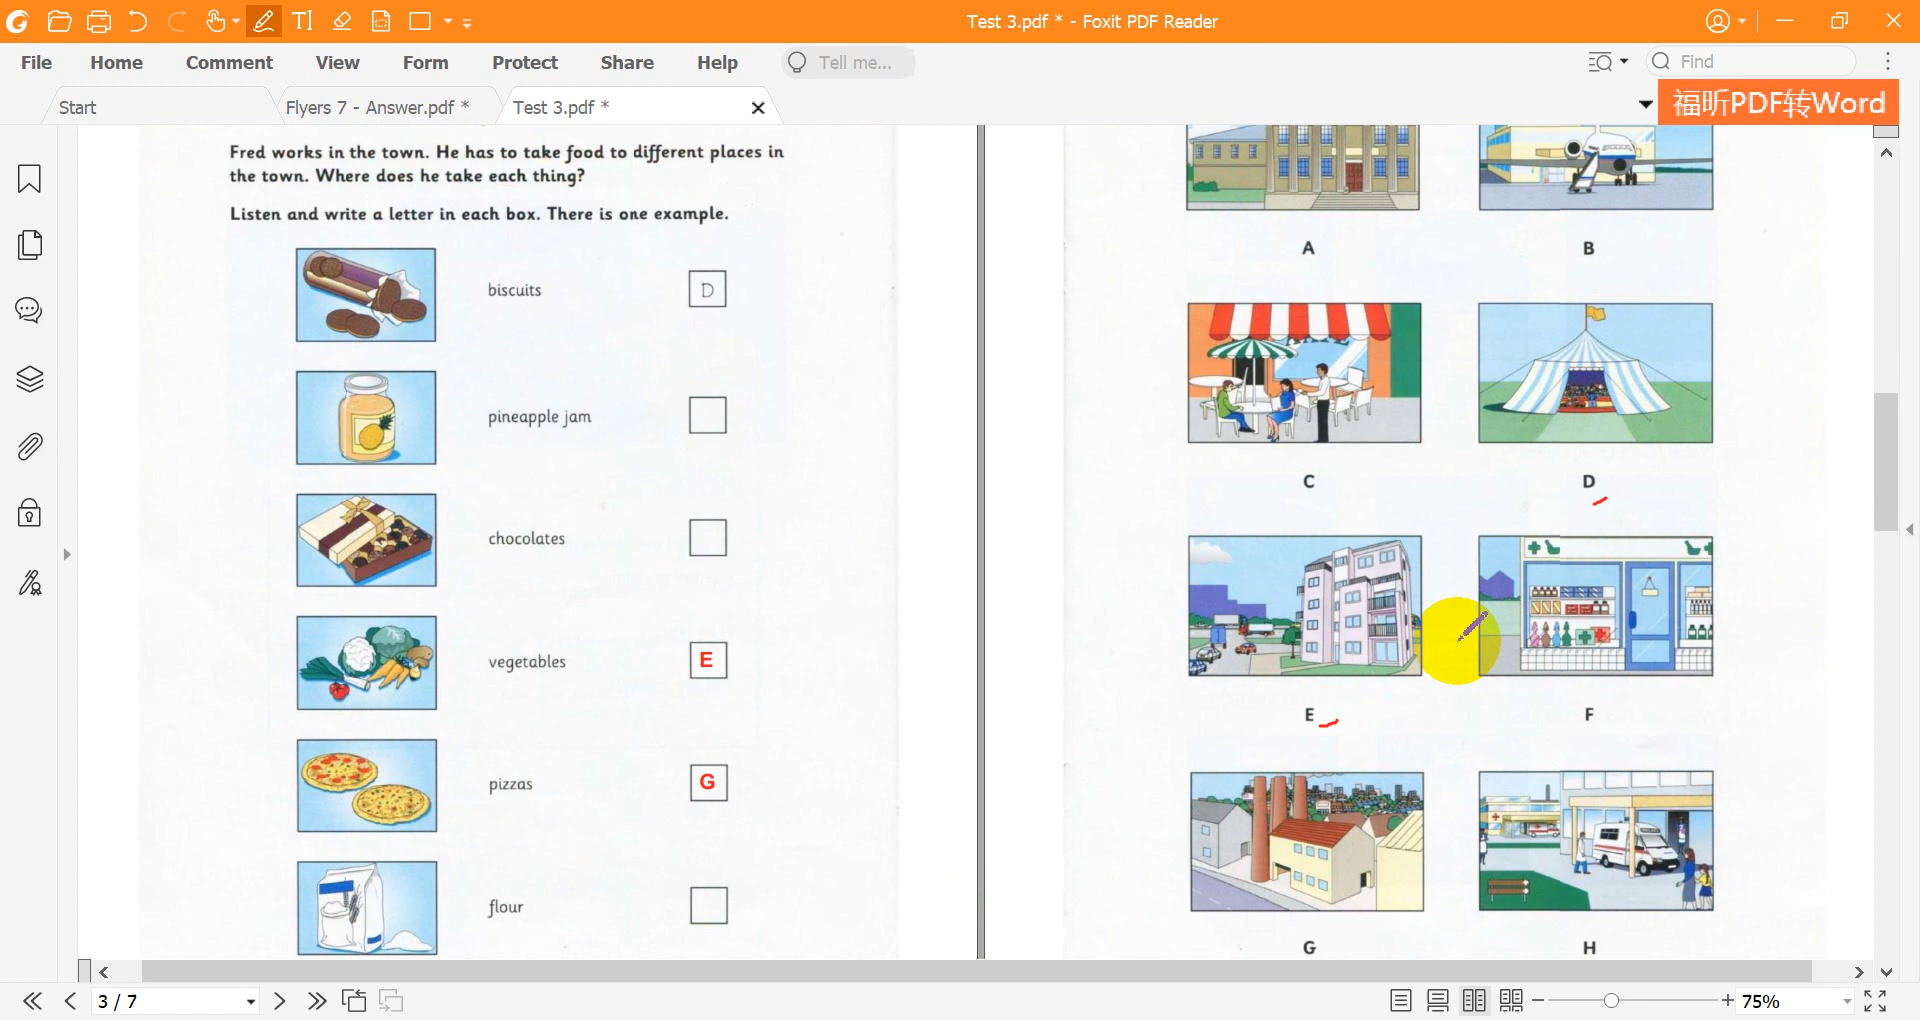 TI
Test 3.pdf * - Foxit PDF Reader
File Home Comment View Form Protect Share Help Tell me... Find
Start Flyers 7 - Answer.pdf * Test 3.pdf *
福昕PDF转Word
Fred works in the town. He has to take food to different places in
the town. Where does he take each thing?
Listen and write a letter in each box. There is one example.
biscuits D
pineapple jam
chocolates
vegetables E
pizzas G
flour
A B
C D
E F
G H
3 / 7
75%